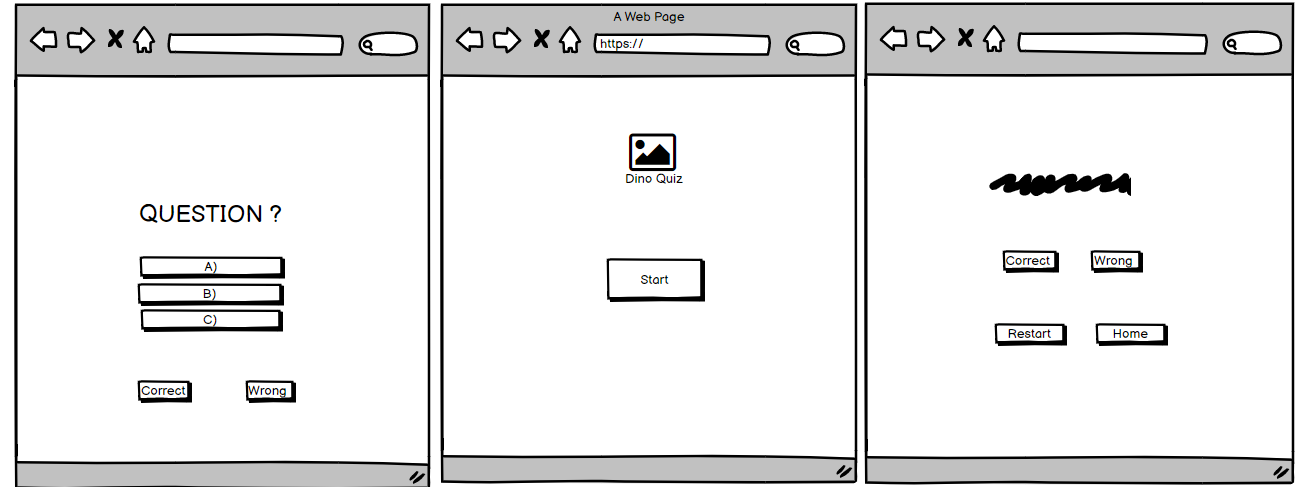 QUESTION ?
A)
B)
C)
Correct
Wrong
A Web Page
https://
Dino Quiz
Start
Correct
Wrong
Restart
Home